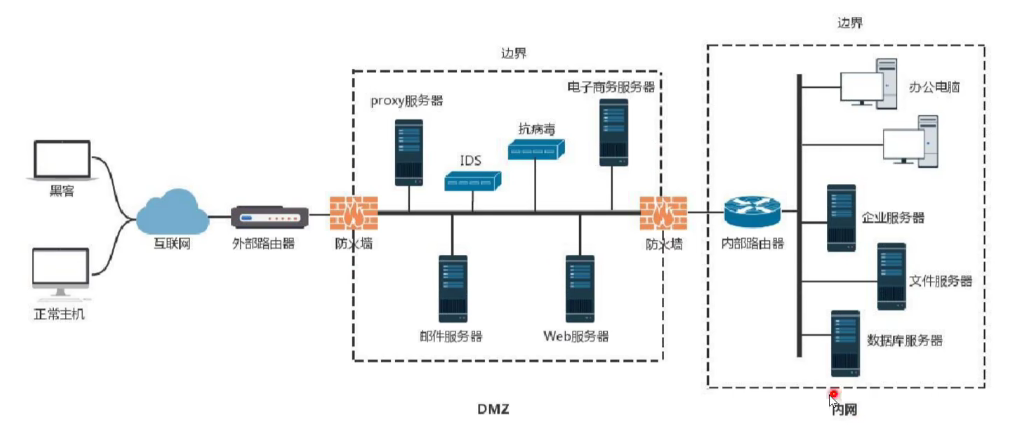 边界
边界
proxy服务器
电子商务服务器
IDS
抗病毒
办公电脑
黑客
互联网
外部路由器
防火墙
防火墙
内部路由器
企业服务器
正常主机
邮件服务器
Web服务器
文件服务器
数据库服务器
DMZ
内网